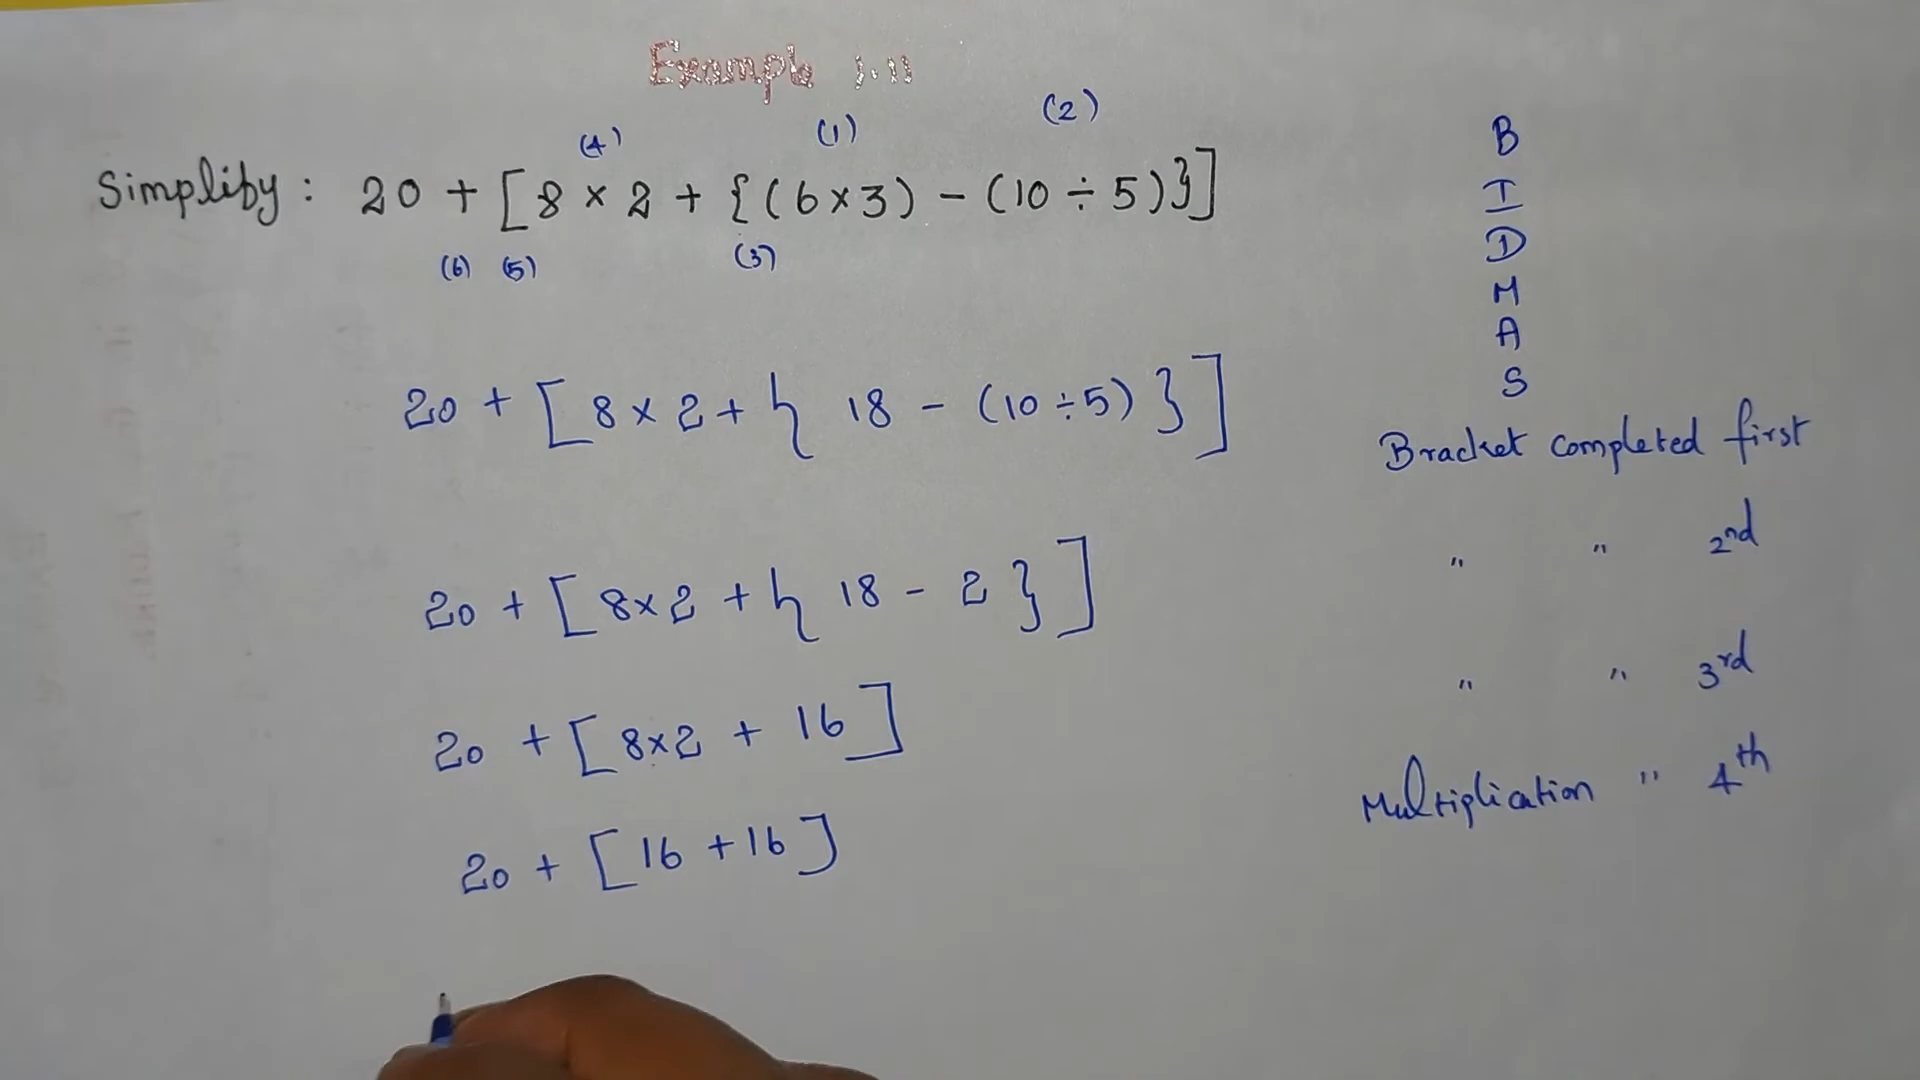 Example 1.11
(4) (1) (2)
Simplify : 20 + [8 × 2 + {(6×3) - (10 ÷ 5)}]
(6) (5) (3)
B
I
D
M
A
S
20 + [8 × 2 + { 18 - (10 ÷ 5) }]
Bracket completed first
" " 2nd
20 + [8×2 + { 18 - 2 }]
" " 3rd
20 + [8×2 + 16]
Multiplication " 4th
20 + [16 + 16]